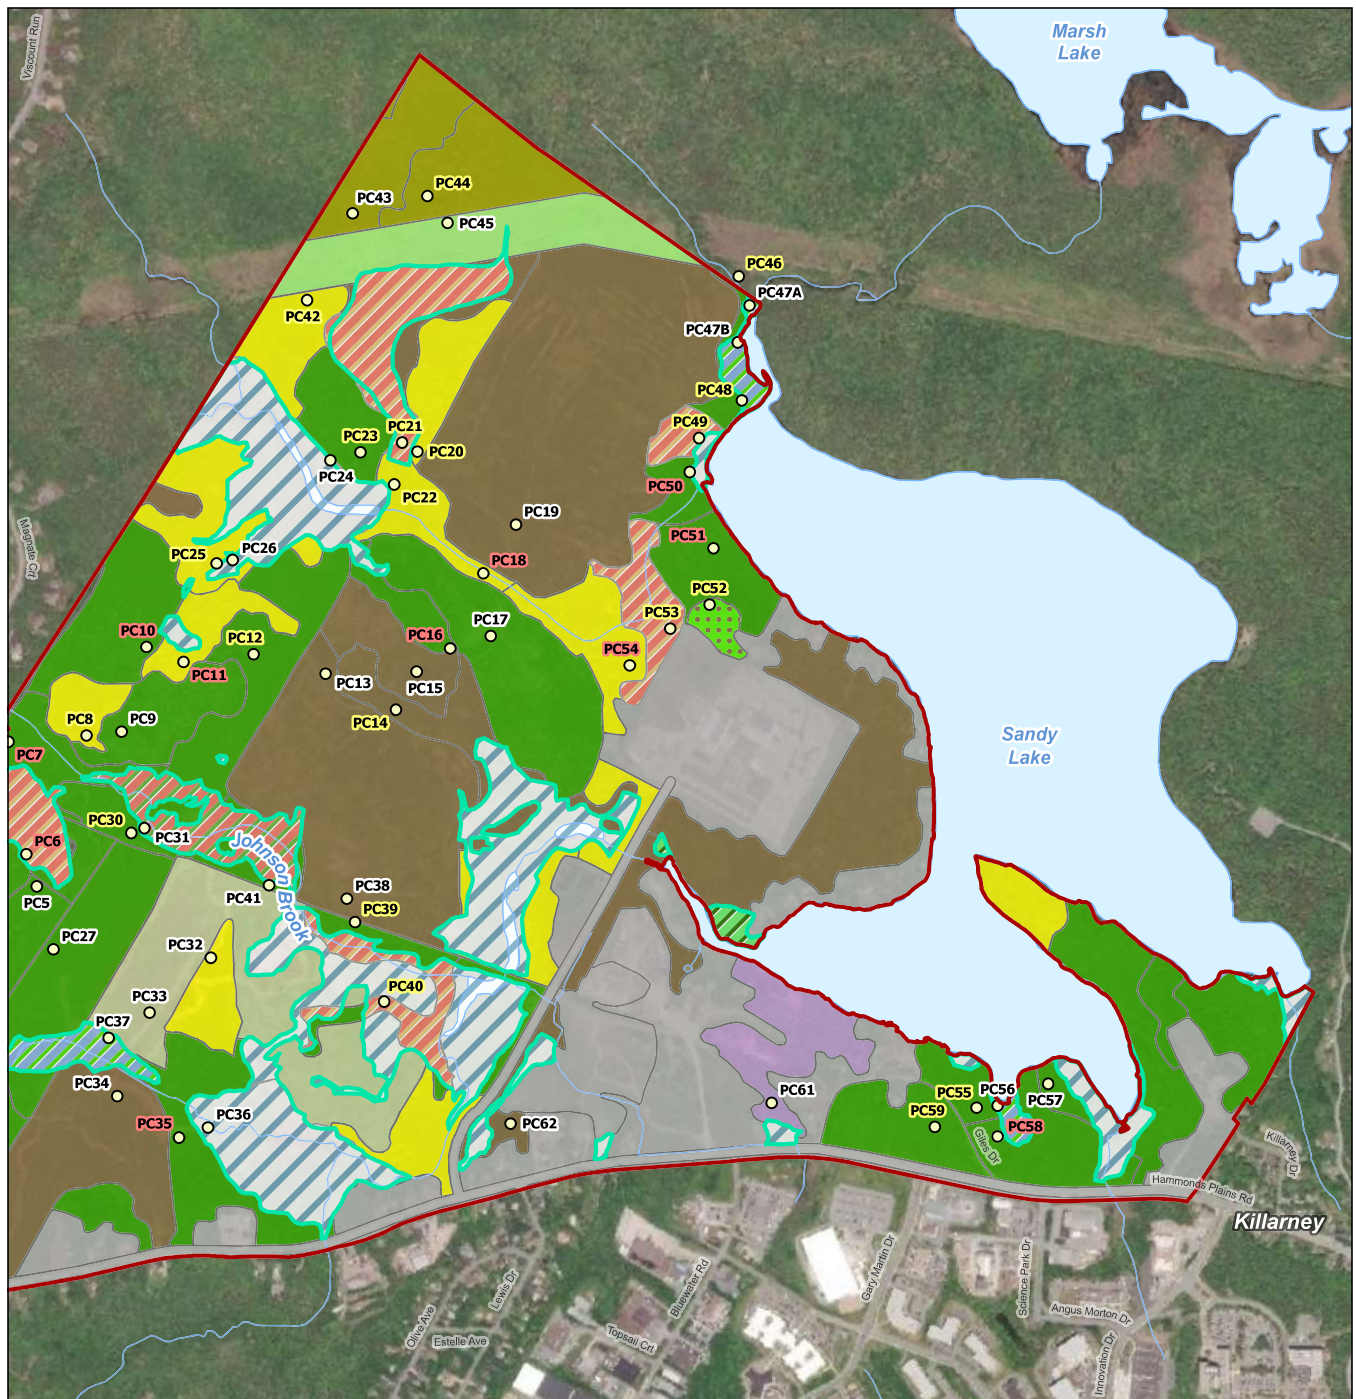 Viscount Run
Marsh
Lake
PC44
PC43
PC45
PC46
PC47A
PC42
PC47B
PC48
PC49
PC21
PC23
PC20
PC24
PC50
PC22
PC19
Magnate Crt
PC51
PC26
PC25
PC18
PC52
PC10
PC12
PC16
PC17
PC53
PC11
PC54
PC13
PC15
PC14
PC8
PC9
Sandy
Lake
PC7
PC30
PC31
PC6
Johnson
Brook
PC5
PC41
PC38
PC39
PC27
PC32
PC40
PC33
PC37
PC34
PC61
PC55
PC56
PC57
PC59
PC58
PC35
PC36
PC62
Giles Dr
Killarney Dr
Hammonds Plains Rd
Killarney
Gary Martin Dr
Science Park Dr
Lewis Dr
Bluewater Rd
Angus Morton Dr
Olive Ave
Estelle Ave
Topsail Crt
Innovation Dr